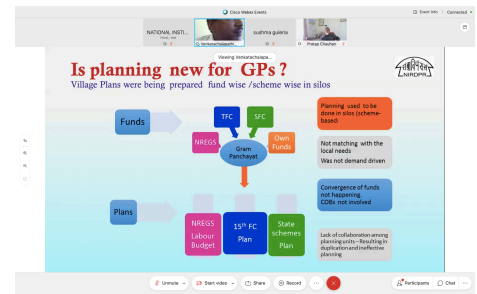 Cisco Webex Events
Event Info
Connected
NATIONAL INSTI...
Host, me
Venkatachalapathi...
sushma guleria
Pratap Chauhan
Viewing Venkatachalapa...
Is planning new for GPs ?
Village Plans were being prepared fund wise /scheme wise in silos
NIRDPR
Funds
TFC
SFC
NREGS
Own
Funds
Gram
Panchayat
Planning used to be
done in silos (scheme-
based)
Not matching with the
local needs
Was not demand driven
Convergence of funds
not happening.
COBs not involved
Plans
NREGS
Labour
Budget
15th FC
Plan
State
schemes
Plan
Lack of collaboration among
planning units – Resulting in
duplication and ineffective
planning
Unmute
Start video
Share
Record
Participants
Chat